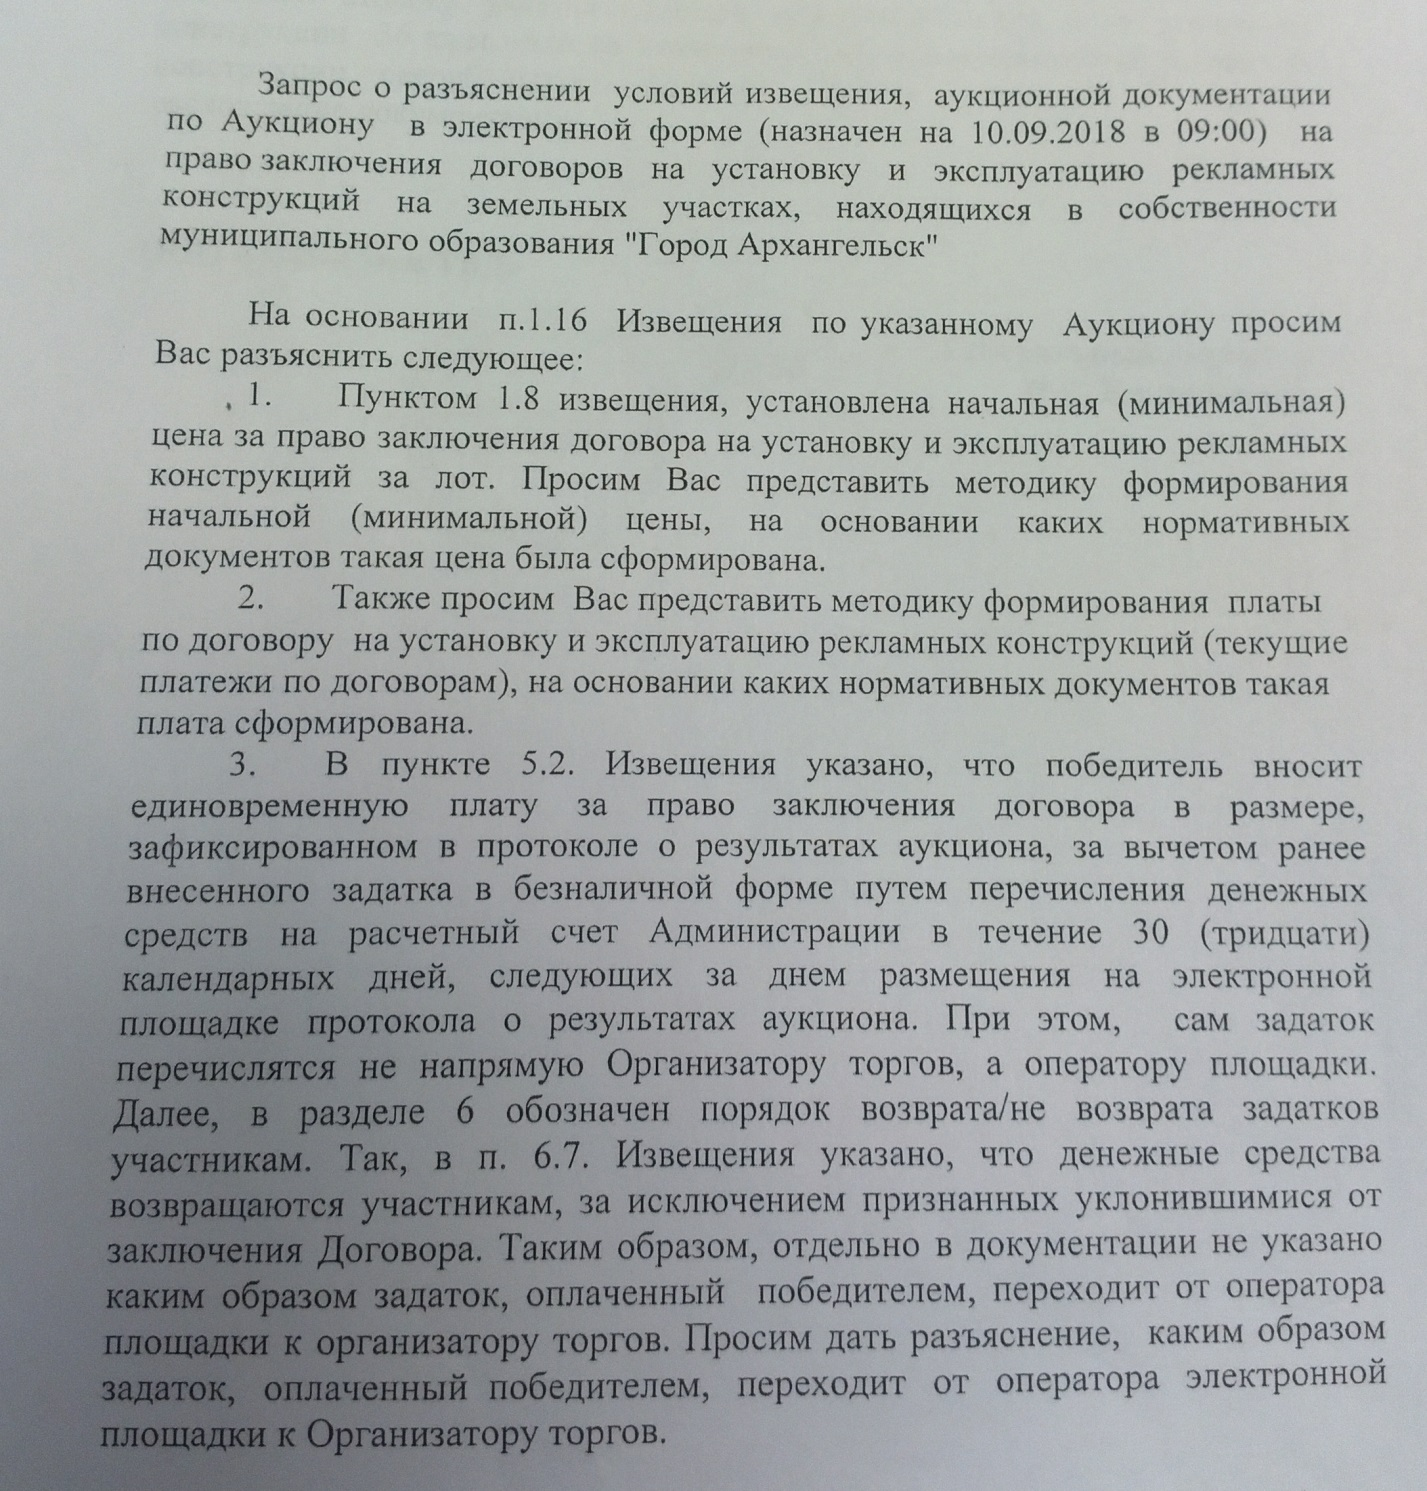 Запрос о разъяснении условий извещения, аукционной документации
по Аукциону в электронной форме (назначен на 10.09.2018 в 09:00) на
право заключения договоров на установку и эксплуатацию рекламных
конструкций на земельных участках, находящихся в собственности
муниципального образования "Город Архангельск"
На основании п.1.16 Извещения по указанному Аукциону просим
Вас разъяснить следующее:
1. Пунктом 1.8 извещения, установлена начальная (минимальная)
цена за право заключения договора на установку и эксплуатацию рекламных
конструкций за лот. Просим Вас представить методику формирования
начальной (минимальной) цены, на основании каких нормативных
документов такая цена была сформирована.
2. Также просим Вас представить методику формирования платы
по договору на установку и эксплуатацию рекламных конструкций (текущие
платежи по договорам), на основании каких нормативных документов такая
плата сформирована.
3. В пункте 5.2. Извещения указано, что победитель вносит
единовременную плату за право заключения договора в размере,
зафиксированном в протоколе о результатах аукциона, за вычетом ранее
внесенного задатка в безналичной форме путем перечисления денежных
средств на расчетный счет Администрации в течение 30 (тридцати)
календарных дней, следующих за днем размещения на электронной
площадке протокола о результатах аукциона. При этом, сам задаток
перечислятся не напрямую Организатору торгов, а оператору площадки.
Далее, в разделе 6 обозначен порядок возврата/не возврата задатков
участникам. Так, в п. 6.7. Извещения указано, что денежные средства
возвращаются участникам, за исключением признанных уклонившимися от
заключения Договора. Таким образом, отдельно в документации не указано
каким образом задаток, оплаченный победителем, переходит от оператора
площадки к организатору торгов. Просим дать разъяснение, каким образом
задаток, оплаченный победителем, переходит от оператора электронной
площадки к Организатору торгов.